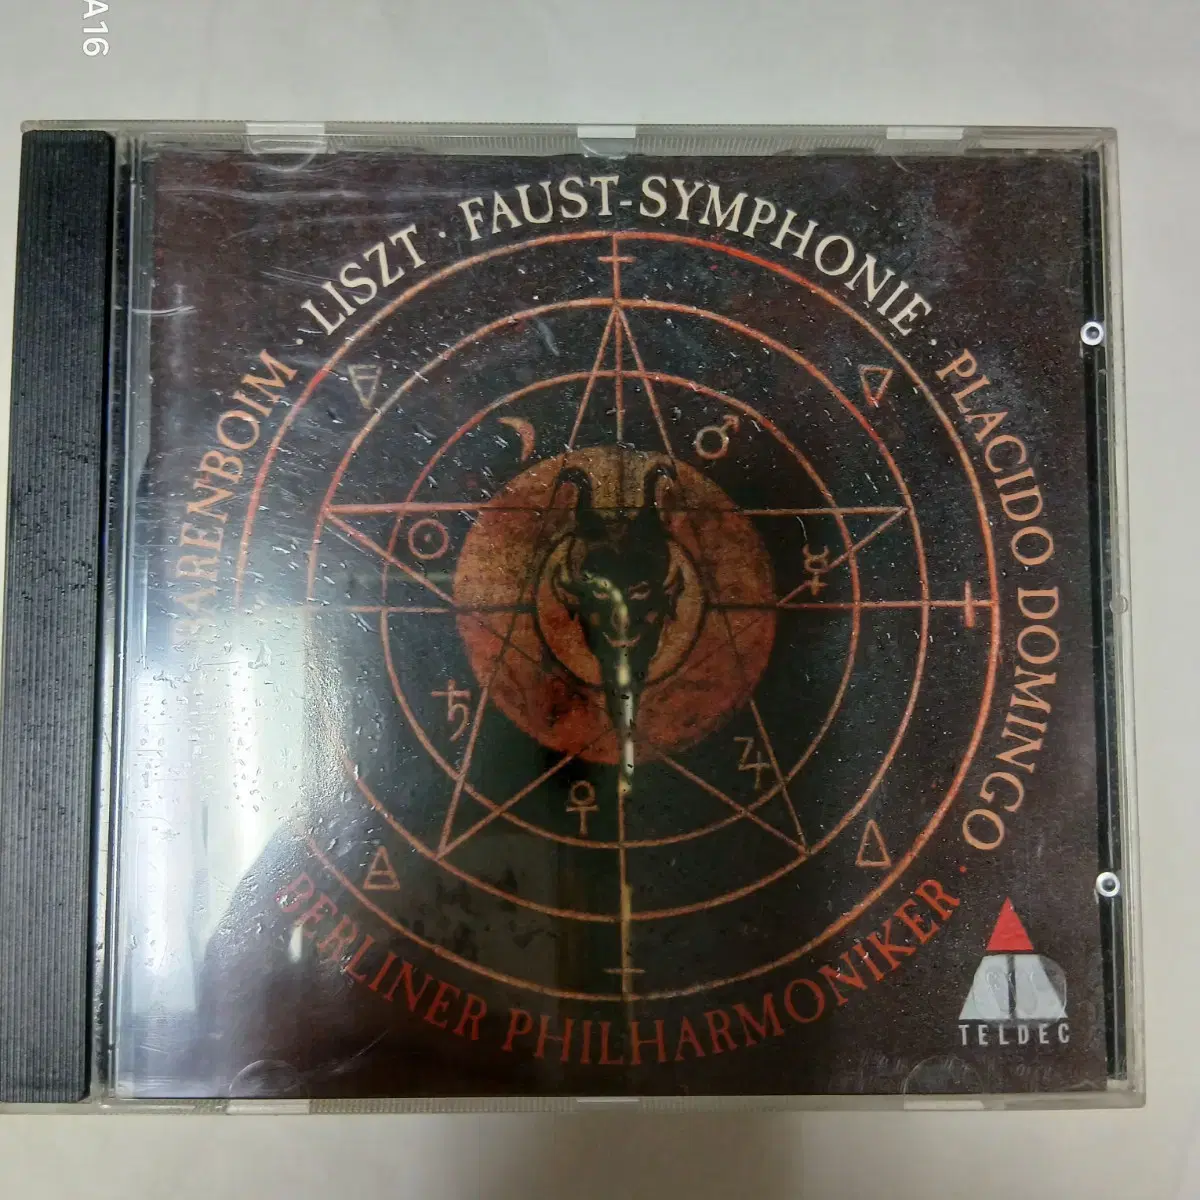 A16
BARENBOIM · LISZT · FAUST-SYMPHONIE · PLACIDO DOMINGO ·
BERLINER PHILHARMONIKER
TELDEC